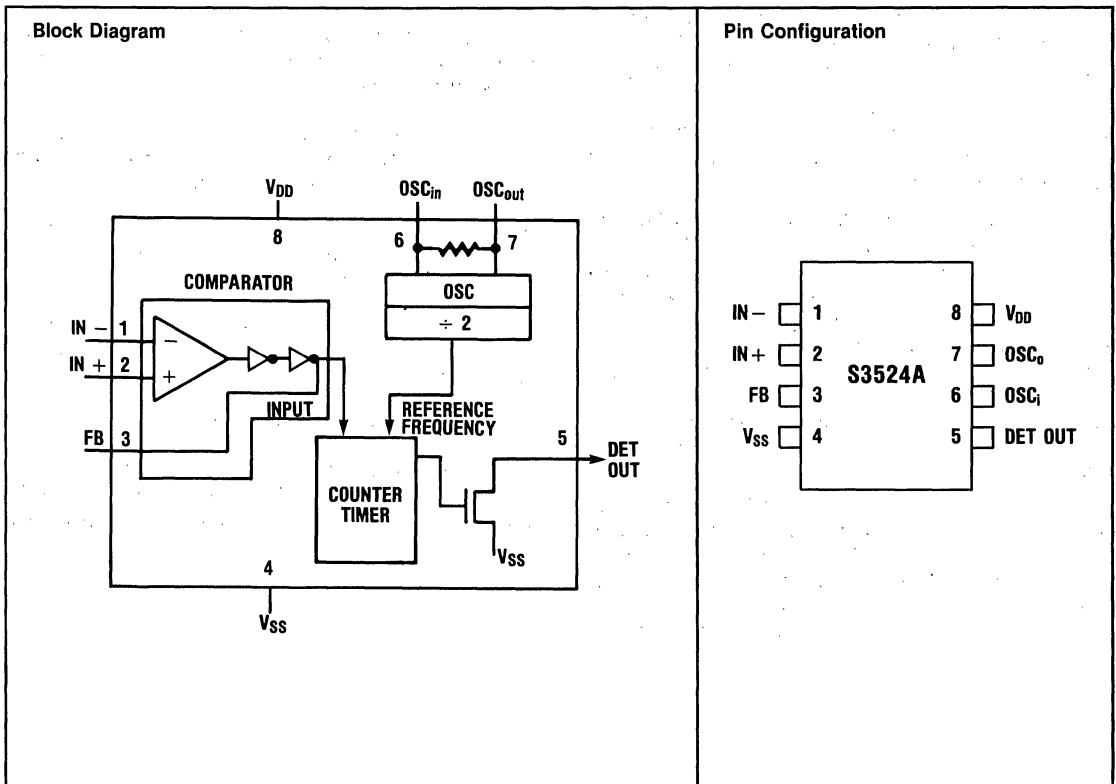 Block Diagram
V_DD
OSC_in
OSC_out
8
6
7
COMPARATOR
OSC
÷ 2
IN − 1
−
IN + 2
+
INPUT
REFERENCE
FREQUENCY
FB 3
5
DET
OUT
COUNTER
TIMER
V_SS
4
V_SS
Pin Configuration
IN − 1 8 V_DD
IN + 2 7 OSC_o
S3524A
FB 3 6 OSC_i
V_SS 4 5 DET OUT